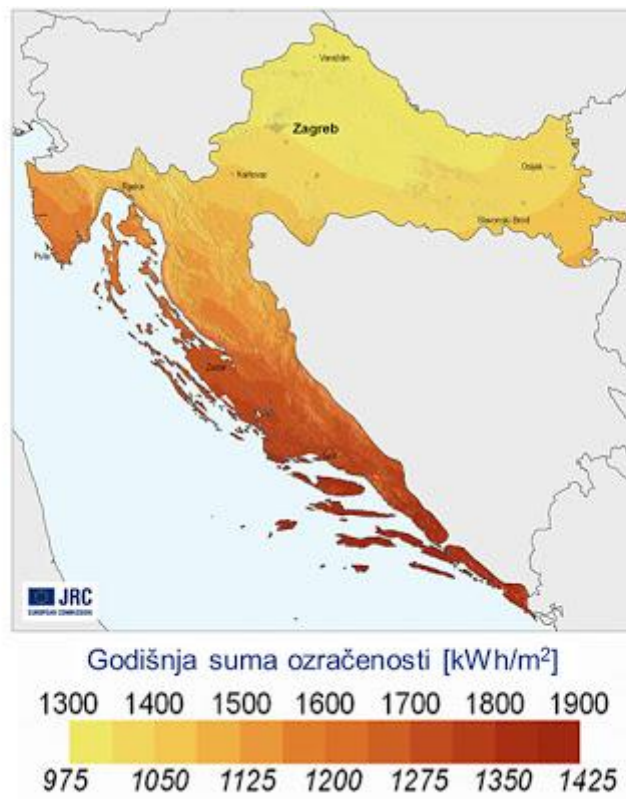 Varaždin
Zagreb
Karlovac
Osijek
Rijeka
Slavonski Brod
Pula
Zadar
JRC
EUROPEAN COMMISSION
Godišnja suma ozračenosti [kWh/m²]
1300 1400 1500 1600 1700 1800 1900
975 1050 1125 1200 1275 1350 1425